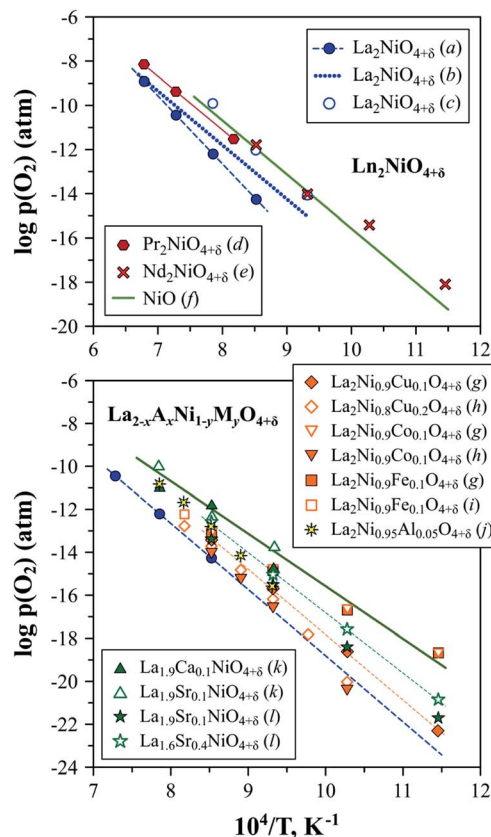 -6
-8
-10
-12
-14
-16
-18
-20
log p(O₂) (atm)
La₂NiO₄₊δ (a)
La₂NiO₄₊δ (b)
La₂NiO₄₊δ (c)
Ln₂NiO₄₊δ
Pr₂NiO₄₊δ (d)
Nd₂NiO₄₊δ (e)
NiO (f)
6 7 8 9 10 11 12
-6
-8
-10
-12
-14
-16
-18
-20
-22
-24
log p(O₂) (atm)
La₂₋ₓAₓNi₁₋yMyO₄₊δ
La₂Ni₀.₉Cu₀.₁O₄₊δ (g)
La₂Ni₀.₈Cu₀.₂O₄₊δ (h)
La₂Ni₀.₉Co₀.₁O₄₊δ (g)
La₂Ni₀.₉Co₀.₁O₄₊δ (h)
La₂Ni₀.₉Fe₀.₁O₄₊δ (g)
La₂Ni₀.₉Fe₀.₁O₄₊δ (i)
La₂Ni₀.₉₅Al₀.₀₅O₄₊δ (j)
La₁.₉Ca₀.₁NiO₄₊δ (k)
La₁.₉Sr₀.₁NiO₄₊δ (k)
La₁.₉Sr₀.₁NiO₄₊δ (l)
La₁.₆Sr₀.₄NiO₄₊δ (l)
7 8 9 10 11 12
10⁴/T, K⁻¹